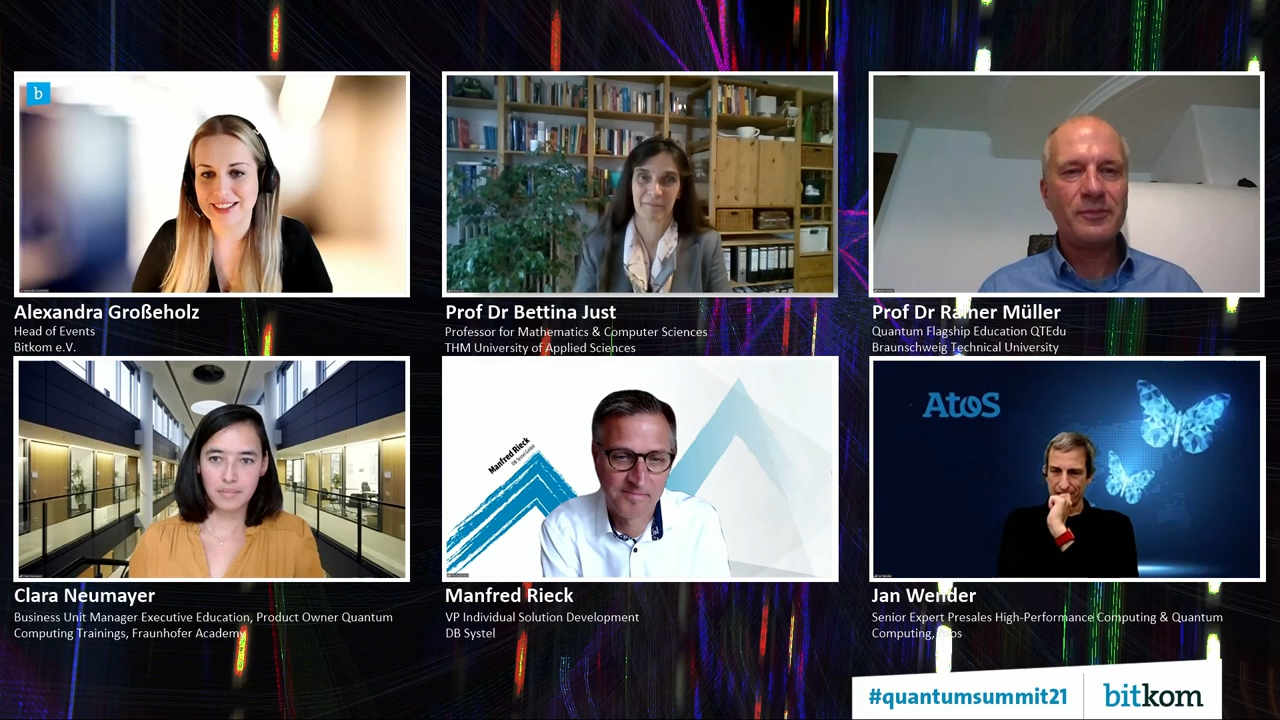 b
Alexandra Großeholz
Head of Events
Bitkom e.V.
Prof Dr Bettina Just
Professor for Mathematics & Computer Sciences
THM University of Applied Sciences
Prof Dr Rainer Müller
Quantum Flagship Education QTEdu
Braunschweig Technical University
Clara Neumayer
Business Unit Manager Executive Education, Product Owner Quantum
Computing Trainings, Fraunhofer Academy
Manfred Rieck
DB Systel GmbH
Manfred Rieck
VP Individual Solution Development
DB Systel
Atos
Jan Wender
Senior Expert Presales High-Performance Computing & Quantum
Computing, Atos
#quantumsummit21
bitkom